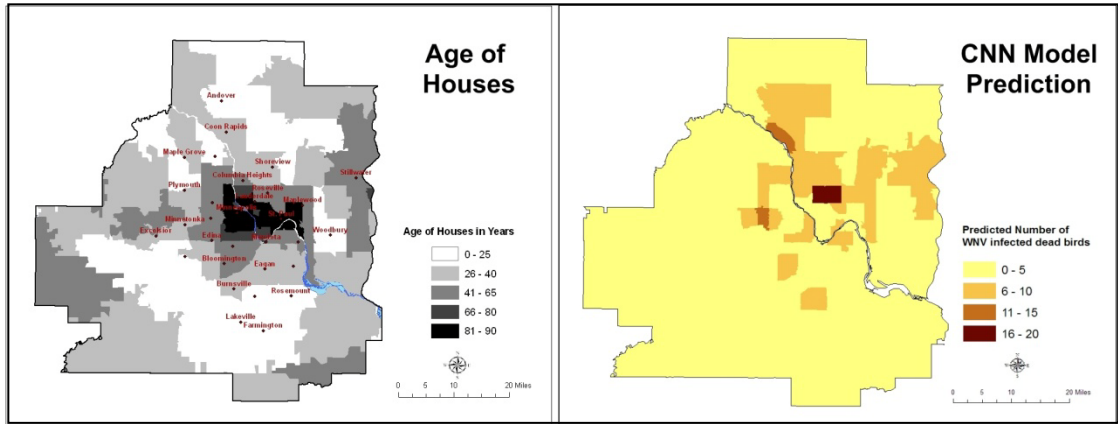 Age of
Houses
Andover
Coon Rapids
Maple Grove
Shoreview
Columbia Heights
Stillwater
Plymouth
Roseville
Maplewood
Minnetonka
Excelsior
Edina
Woodbury
Bloomington
Eagan
Burnsville
Rosemount
Lakeville
Farmington
Age of Houses in Years
0 - 25
26 - 40
41 - 65
66 - 80
81 - 90
0 5 10 20 Miles
CNN Model
Prediction
Predicted Number of
WNV infected dead birds
0 - 5
6 - 10
11 - 15
16 - 20
0 5 10 20 Miles